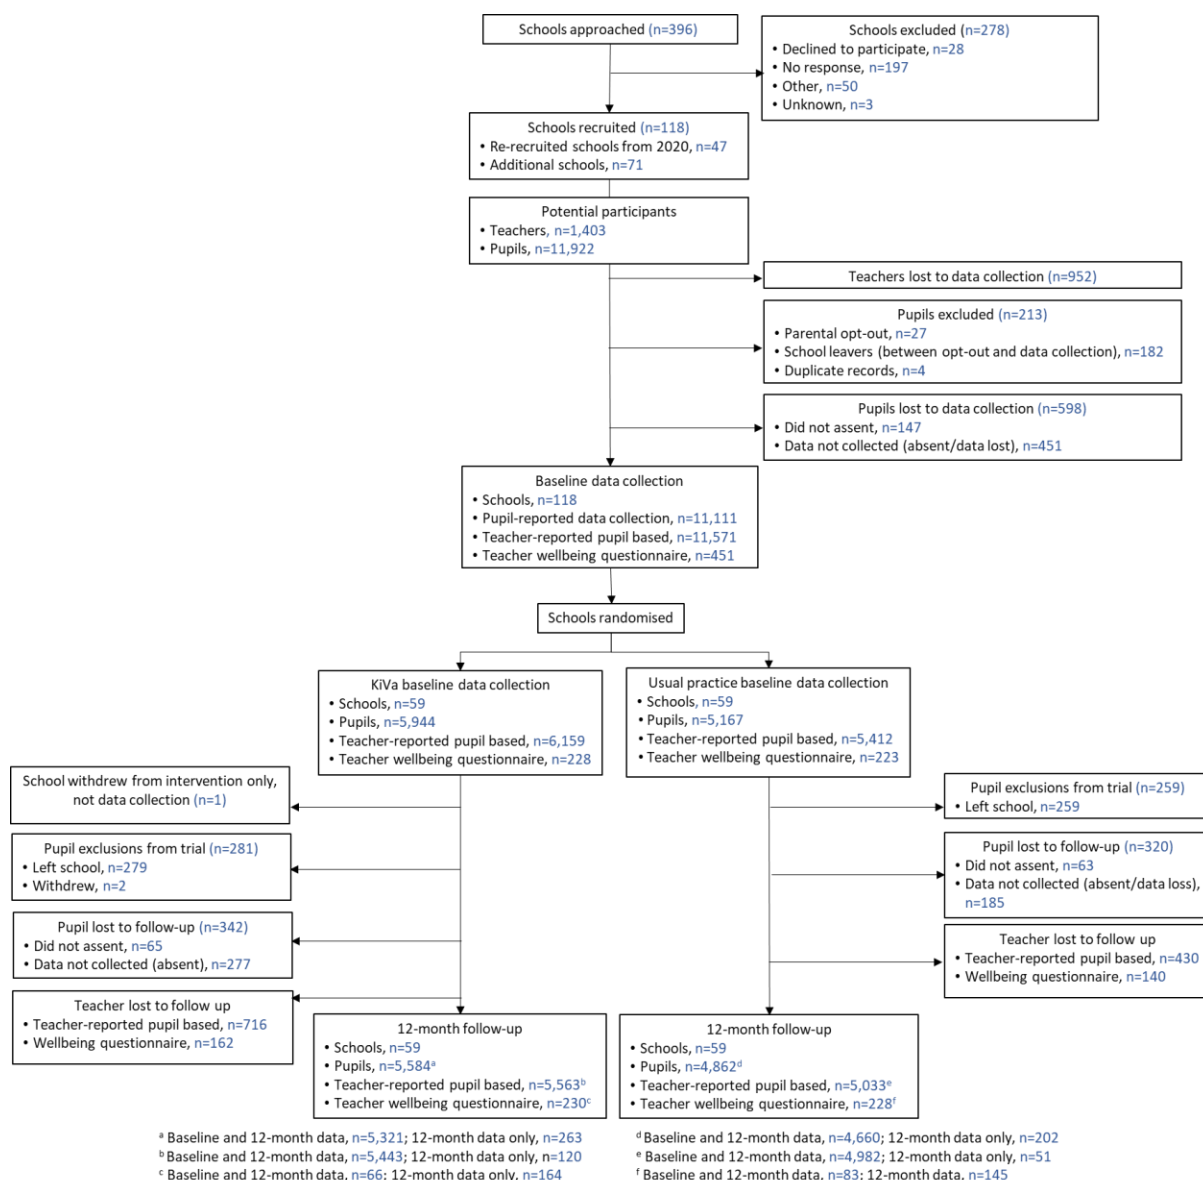 Schools approached (n=396)
Schools excluded (n=278)
• Declined to participate, n=28
• No response, n=197
• Other, n=50
• Unknown, n=3
Schools recruited (n=118)
• Re-recruited schools from 2020, n=47
• Additional schools, n=71
Potential participants
• Teachers, n=1,403
• Pupils, n=11,922
Teachers lost to data collection (n=952)
Pupils excluded (n=213)
• Parental opt-out, n=27
• School leavers (between opt-out and data collection), n=182
• Duplicate records, n=4
Pupils lost to data collection (n=598)
• Did not assent, n=147
• Data not collected (absent/data lost), n=451
Baseline data collection
• Schools, n=118
• Pupil-reported data collection, n=11,111
• Teacher-reported pupil based, n=11,571
• Teacher wellbeing questionnaire, n=451
Schools randomised
KiVa baseline data collection
• Schools, n=59
• Pupils, n=5,944
• Teacher-reported pupil based, n=6,159
• Teacher wellbeing questionnaire, n=228
Usual practice baseline data collection
• Schools, n=59
• Pupils, n=5,167
• Teacher-reported pupil based, n=5,412
• Teacher wellbeing questionnaire, n=223
School withdrew from intervention only,
not data collection (n=1)
Pupil exclusions from trial (n=281)
• Left school, n=279
• Withdrew, n=2
Pupil lost to follow-up (n=342)
• Did not assent, n=65
• Data not collected (absent), n=277
Teacher lost to follow up
• Teacher-reported pupil based, n=716
• Wellbeing questionnaire, n=162
Pupil exclusions from trial (n=259)
• Left school, n=259
Pupil lost to follow-up (n=320)
• Did not assent, n=63
• Data not collected (absent/data loss),
n=185
Teacher lost to follow up
• Teacher-reported pupil based, n=430
• Wellbeing questionnaire, n=140
12-month follow-up
• Schools, n=59
• Pupils, n=5,584ᵃ
• Teacher-reported pupil based, n=5,563ᵇ
• Teacher wellbeing questionnaire, n=230ᶜ
12-month follow-up
• Schools, n=59
• Pupils, n=4,862ᵈ
• Teacher-reported pupil based, n=5,033ᵉ
• Teacher wellbeing questionnaire, n=228ᶠ
ᵃ Baseline and 12-month data, n=5,321; 12-month data only, n=263
ᵇ Baseline and 12-month data, n=5,443; 12-month data only, n=120
ᶜ Baseline and 12-month data, n=66; 12-month data only, n=164
ᵈ Baseline and 12-month data, n=4,660; 12-month data only, n=202
ᵉ Baseline and 12-month data, n=4,982; 12-month data only, n=51
ᶠ Baseline and 12-month data, n=83; 12-month data, n=145